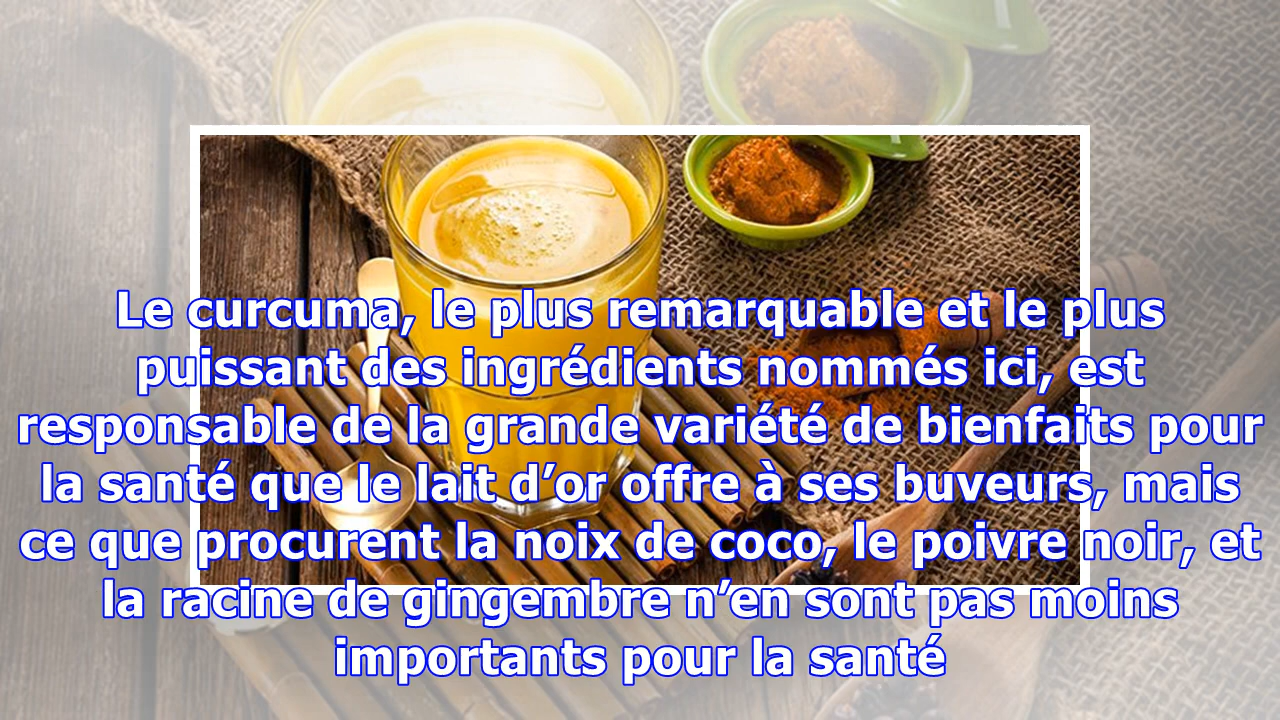 Le curcuma, le plus remarquable et le plus
puissant des ingrédients nommés ici, est
responsable de la grande variété de bienfaits pour
la santé que le lait d’or offre à ses buveurs, mais
ce que procurent la noix de coco, le poivre noir, et
la racine de gingembre n’en sont pas moins
importants pour la santé